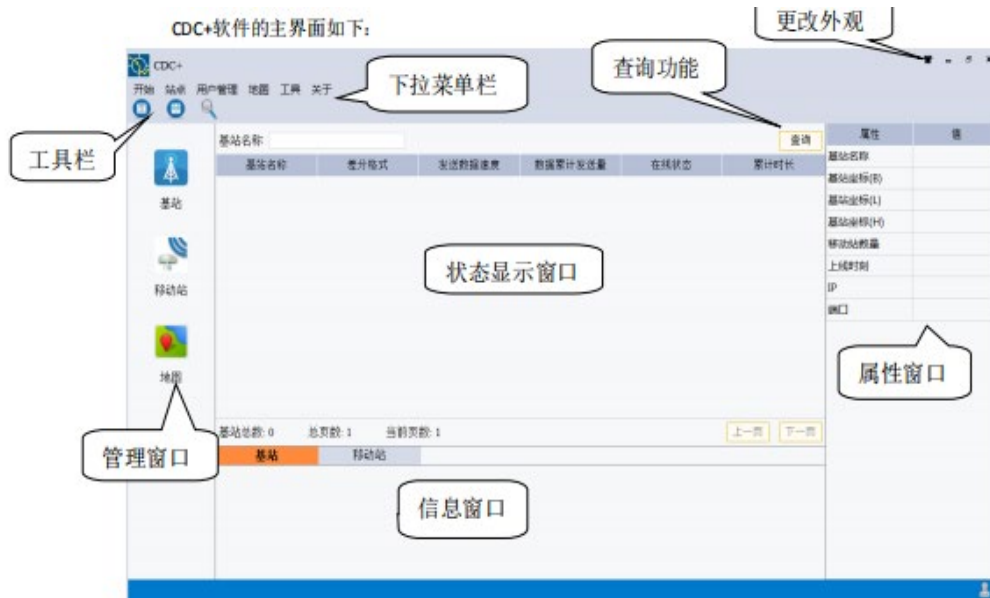 CDC+软件的主界面如下：
更改外观
CDC+
下拉菜单栏
查询功能
开始 站点 用户管理 地图 工具 关于
工具栏
基站名称
查询
属性 值
基站名称 差分格式 发送数据速度 数据累计发送量 在线状态 累计时长
基站名称
基站坐标(B)
基站坐标(L)
基站坐标(H)
移动站数量
上线时刻
IP
端口
基站
移动站
地图
状态显示窗口
属性窗口
管理窗口
基站总数: 0 总页数: 1 当前页数: 1
上一页 下一页
基站 移动站
信息窗口